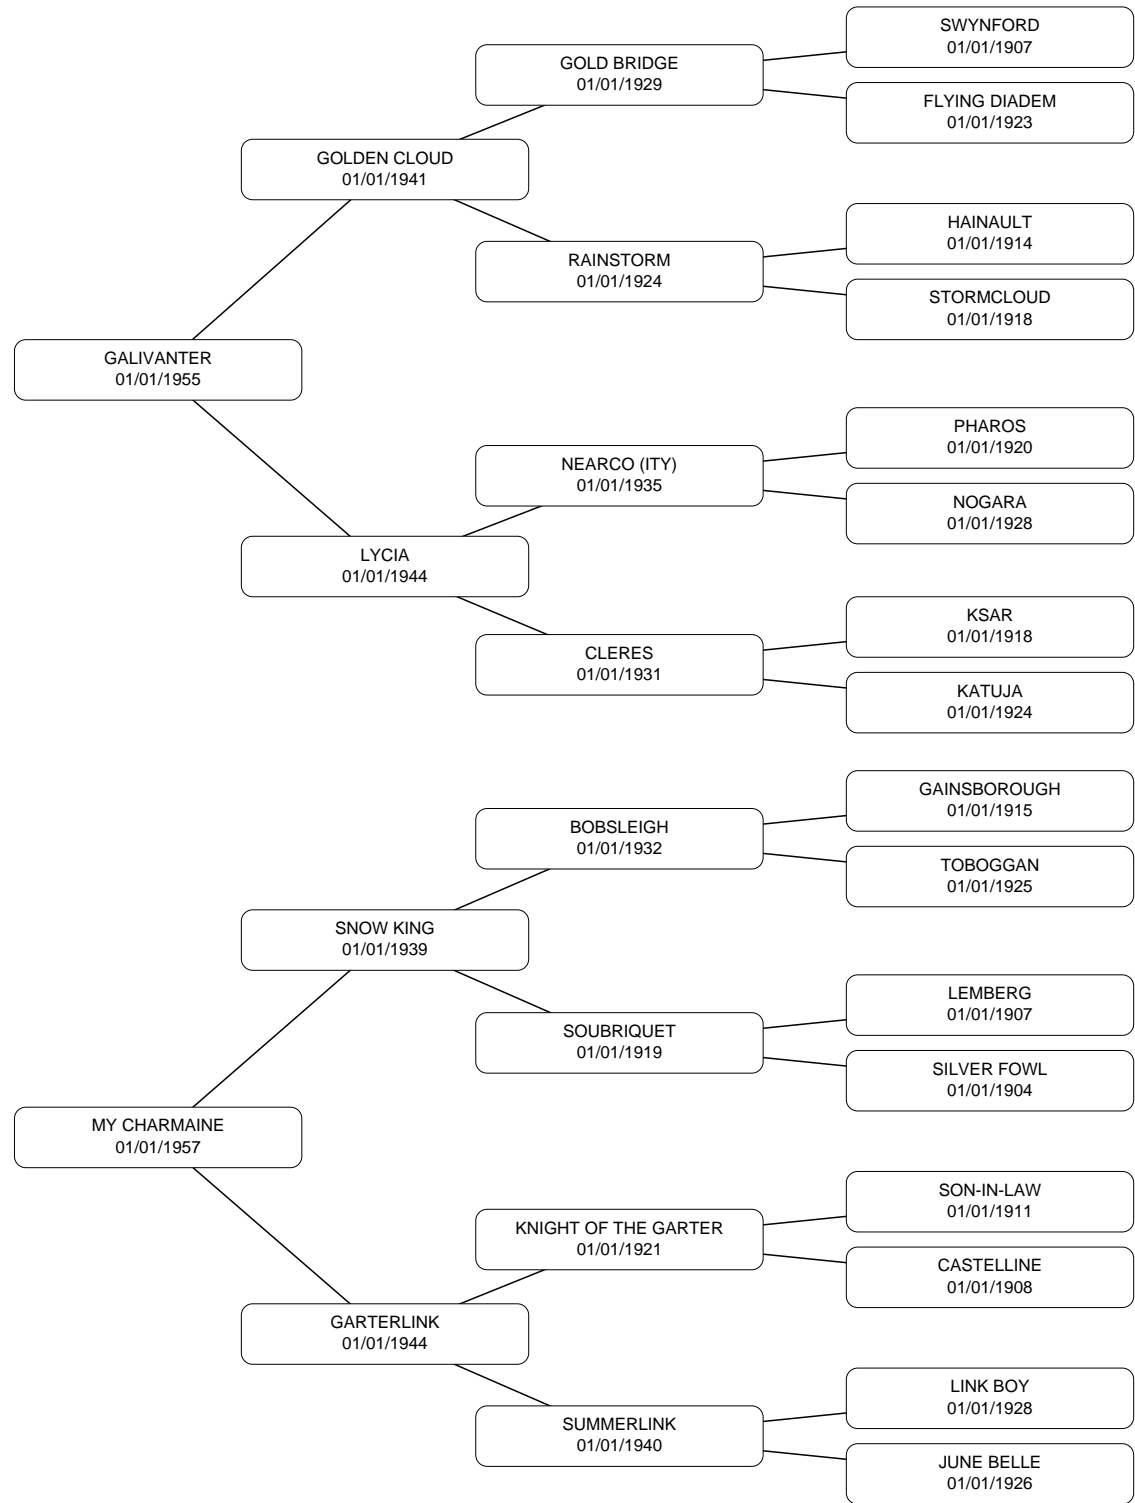 SWYNFORD
01/01/1907
GOLD BRIDGE
01/01/1929
FLYING DIADEM
01/01/1923
GOLDEN CLOUD
01/01/1941
HAINAULT
01/01/1914
RAINSTORM
01/01/1924
STORMCLOUD
01/01/1918
GALIVANTER
01/01/1955
PHAROS
01/01/1920
NEARCO (ITY)
01/01/1935
NOGARA
01/01/1928
LYCIA
01/01/1944
KSAR
01/01/1918
CLERES
01/01/1931
KATUJA
01/01/1924
GAINSBOROUGH
01/01/1915
BOBSLEIGH
01/01/1932
TOBOGGAN
01/01/1925
SNOW KING
01/01/1939
LEMBERG
01/01/1907
SOUBRIQUET
01/01/1919
SILVER FOWL
01/01/1904
MY CHARMAINE
01/01/1957
SON-IN-LAW
01/01/1911
KNIGHT OF THE GARTER
01/01/1921
CASTELLINE
01/01/1908
GARTERLINK
01/01/1944
LINK BOY
01/01/1928
SUMMERLINK
01/01/1940
JUNE BELLE
01/01/1926